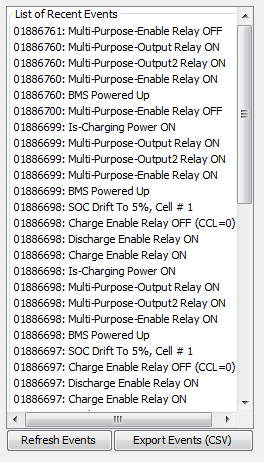 List of Recent Events
01886761: Multi-Purpose-Enable Relay OFF
01886760: Multi-Purpose-Output Relay ON
01886760: Multi-Purpose-Output2 Relay ON
01886760: Multi-Purpose-Enable Relay ON
01886760: BMS Powered Up
01886700: Multi-Purpose-Enable Relay OFF
01886699: Is-Charging Power ON
01886699: Multi-Purpose-Output Relay ON
01886699: Multi-Purpose-Output2 Relay ON
01886699: Multi-Purpose-Enable Relay ON
01886699: BMS Powered Up
01886698: SOC Drift To 5%, Cell # 1
01886698: Charge Enable Relay OFF (CCL=0)
01886698: Discharge Enable Relay ON
01886698: Charge Enable Relay ON
01886698: Is-Charging Power ON
01886698: Multi-Purpose-Output Relay ON
01886698: Multi-Purpose-Output2 Relay ON
01886698: Multi-Purpose-Enable Relay ON
01886698: BMS Powered Up
01886697: SOC Drift To 5%, Cell # 1
01886697: Charge Enable Relay OFF (CCL=0)
01886697: Discharge Enable Relay ON
01886697: Charge Enable Relay ON
Refresh Events
Export Events (CSV)